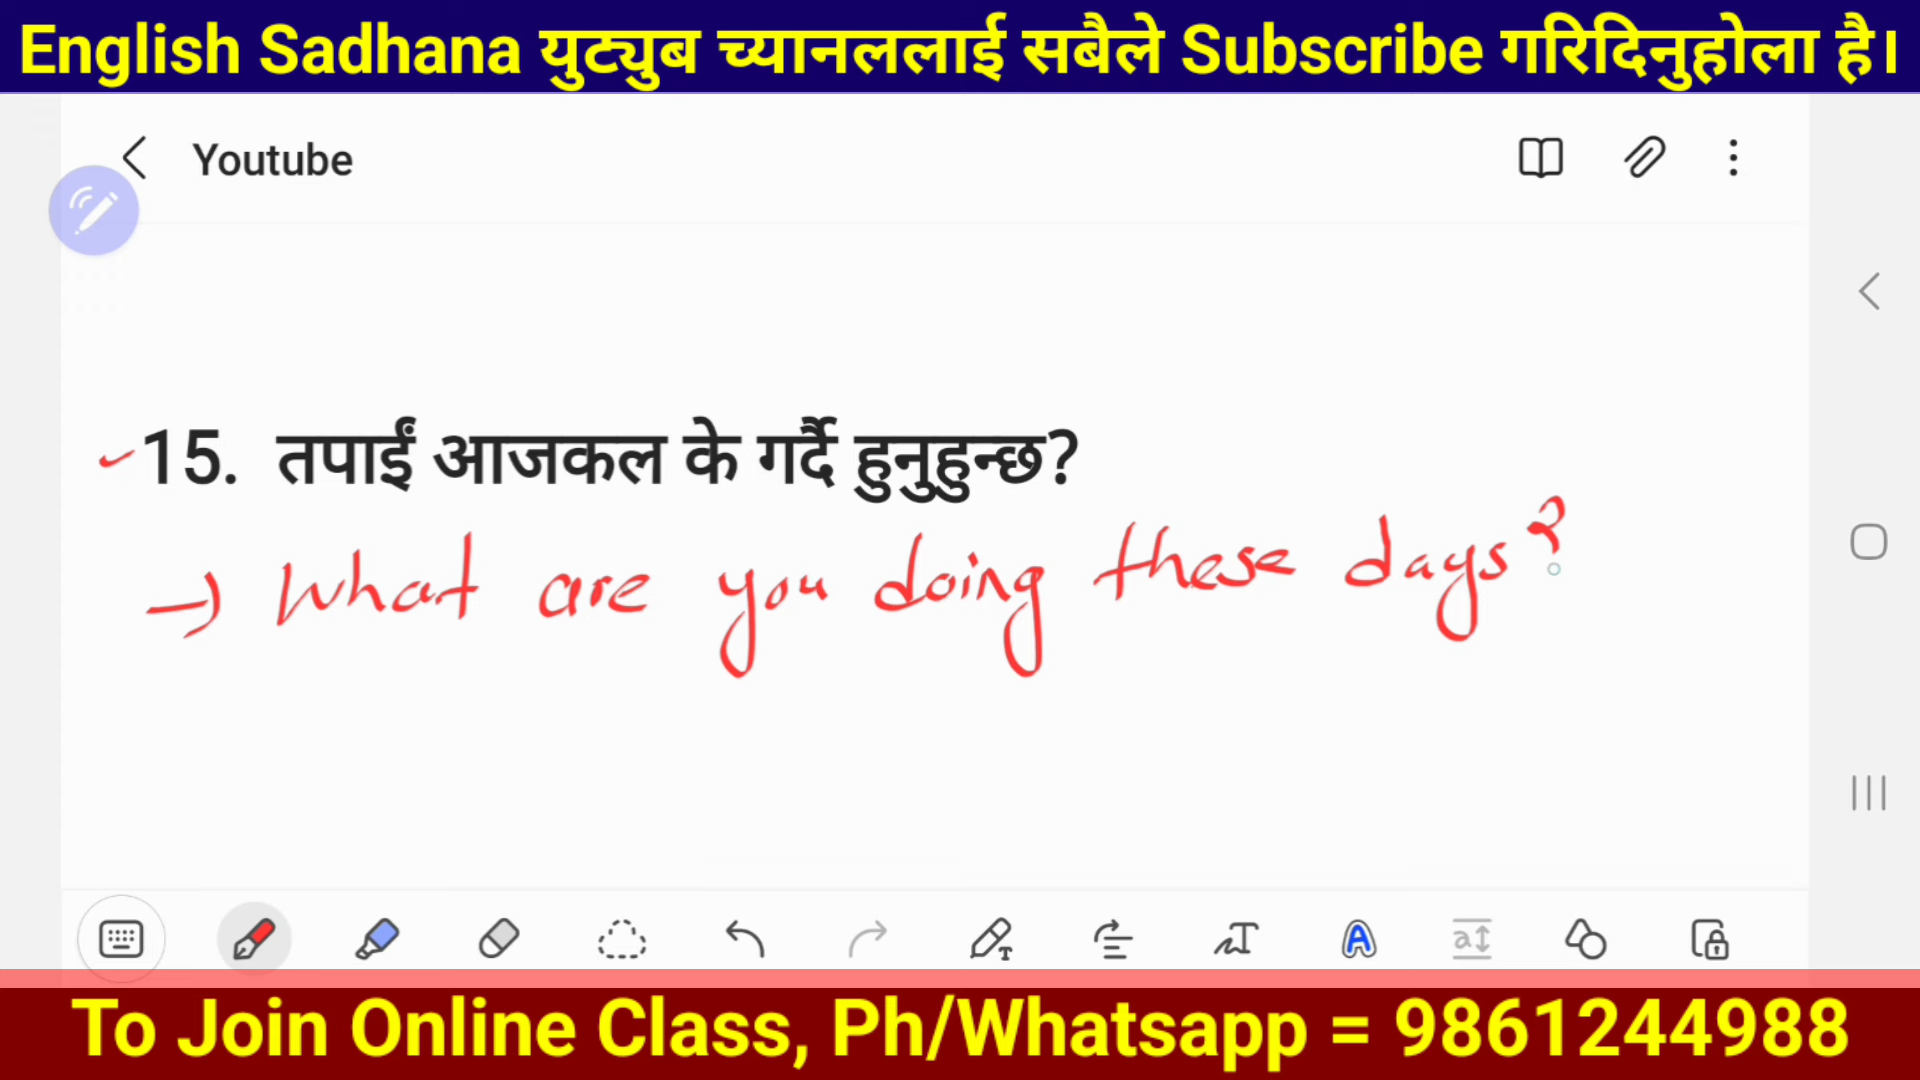 English Sadhana युट्युब च्यानललाई सबैले Subscribe गरिदिनुहोला है।
Youtube
15. तपाईं आजकल के गर्दै हुनुहुन्छ?
→ What are you doing these days?
To Join Online Class, Ph/Whatsapp = 9861244988